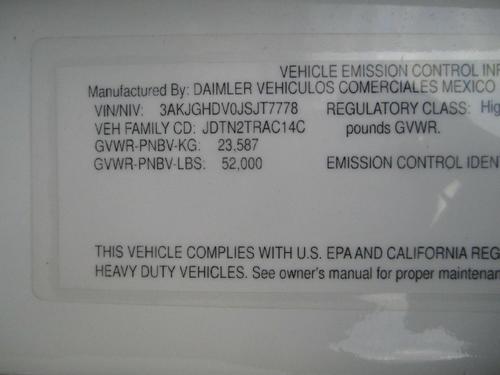 VEHICLE EMISSION CONTROL
Manufactured By: DAIMLER VEHICULOS COMERCIALES MEXICO
VIN/NIV: 3AKJGHDV0JSJT7778 REGULATORY CLASS:
VEH FAMILY CD: JDTN2TRAC14C pounds GVWR.
GVWR-PNBV-KG: 23,587
GVWR-PNBV-LBS: 52,000 EMISSION CONTROL
THIS VEHICLE COMPLIES WITH U.S. EPA AND CALIFORNIA
HEAVY DUTY VEHICLES. See owner's manual for proper